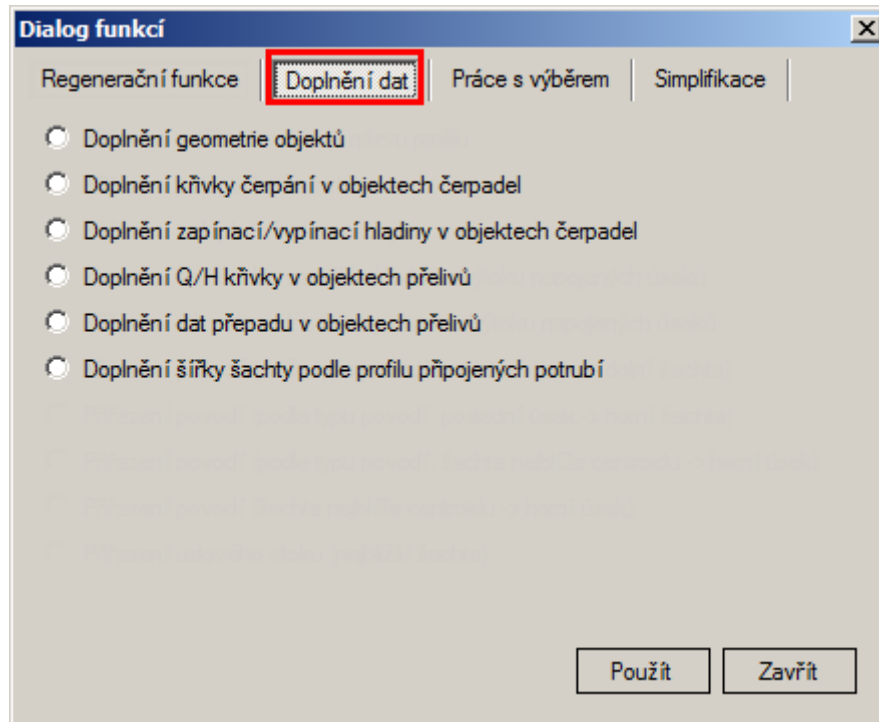 Dialog funkcí
Regenerační funkce Doplnění dat Práce s výběrem Simplifikace
Doplnění geometrie objektů
Doplnění křivky čerpání v objektech čerpadel
Doplnění zapínací/vypínací hladiny v objektech čerpadel
Doplnění Q/H křivky v objektech přelivů
Doplnění dat přepadu v objektech přelivů
Doplnění šířky šachty podle profilu připojených potrubí
Použít Zavřít